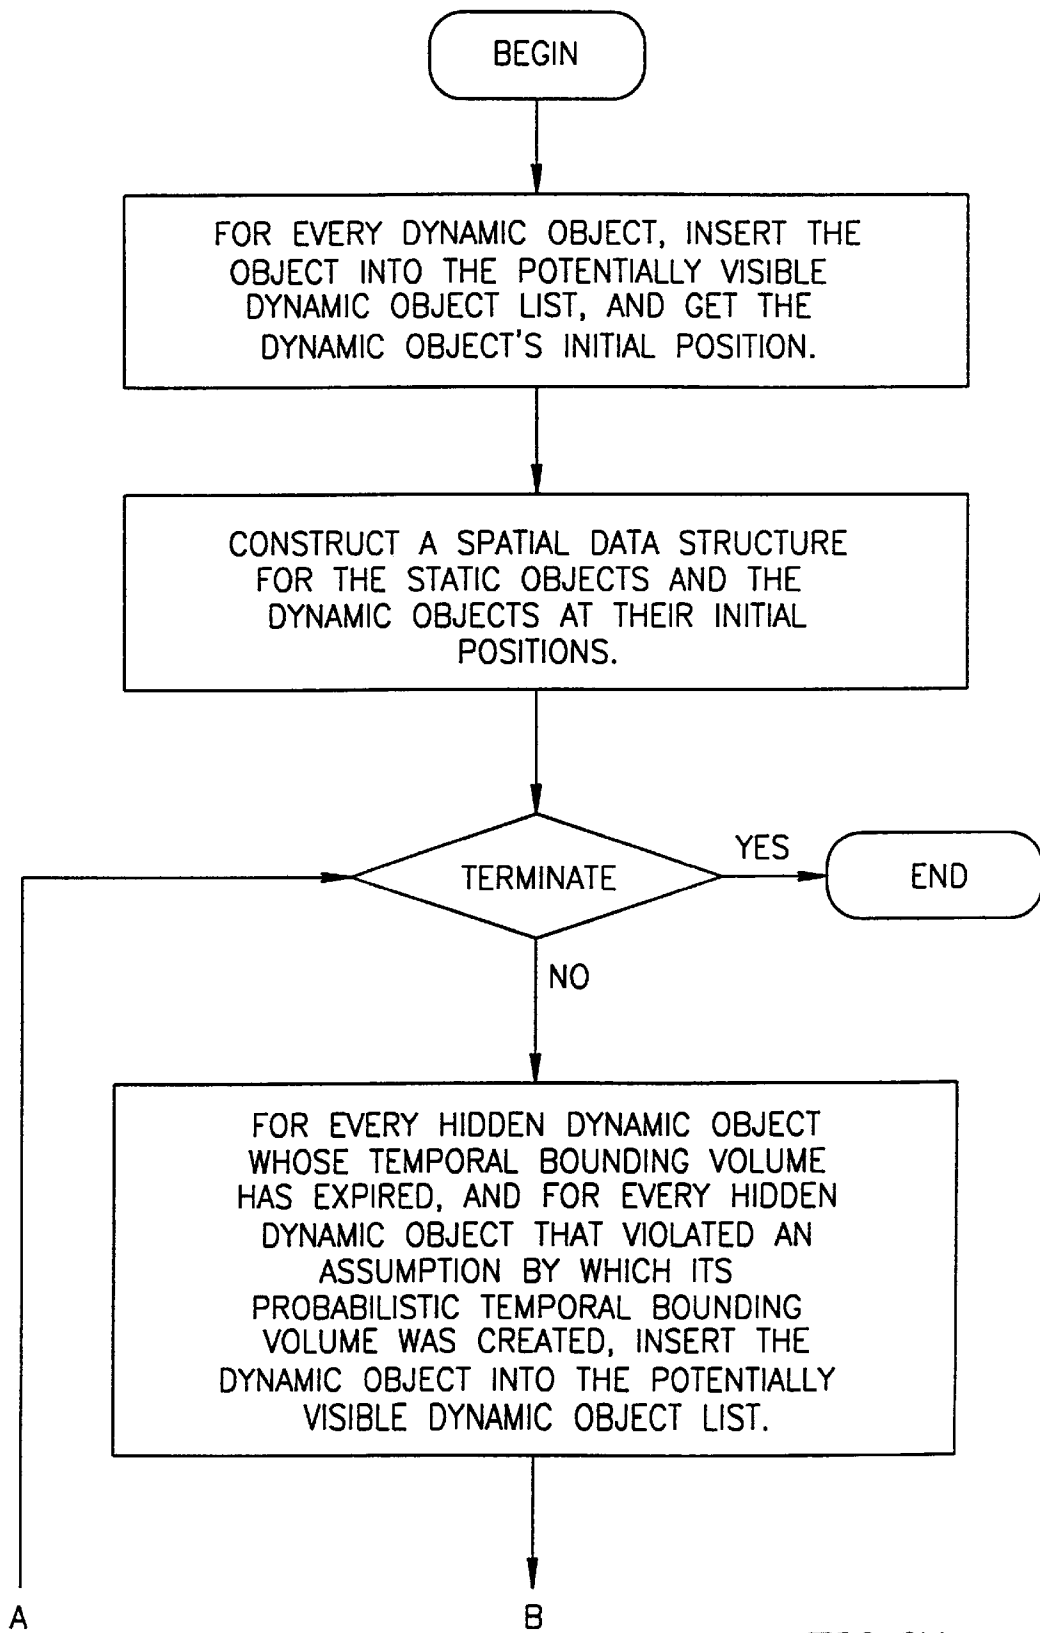 BEGIN
FOR EVERY DYNAMIC OBJECT, INSERT THE
OBJECT INTO THE POTENTIALLY VISIBLE
DYNAMIC OBJECT LIST, AND GET THE
DYNAMIC OBJECT'S INITIAL POSITION.
CONSTRUCT A SPATIAL DATA STRUCTURE
FOR THE STATIC OBJECTS AND THE
DYNAMIC OBJECTS AT THEIR INITIAL
POSITIONS.
TERMINATE
YES
END
NO
FOR EVERY HIDDEN DYNAMIC OBJECT
WHOSE TEMPORAL BOUNDING VOLUME
HAS EXPIRED, AND FOR EVERY HIDDEN
DYNAMIC OBJECT THAT VIOLATED AN
ASSUMPTION BY WHICH ITS
PROBABILISTIC TEMPORAL BOUNDING
VOLUME WAS CREATED, INSERT THE
DYNAMIC OBJECT INTO THE POTENTIALLY
VISIBLE DYNAMIC OBJECT LIST.
A
B